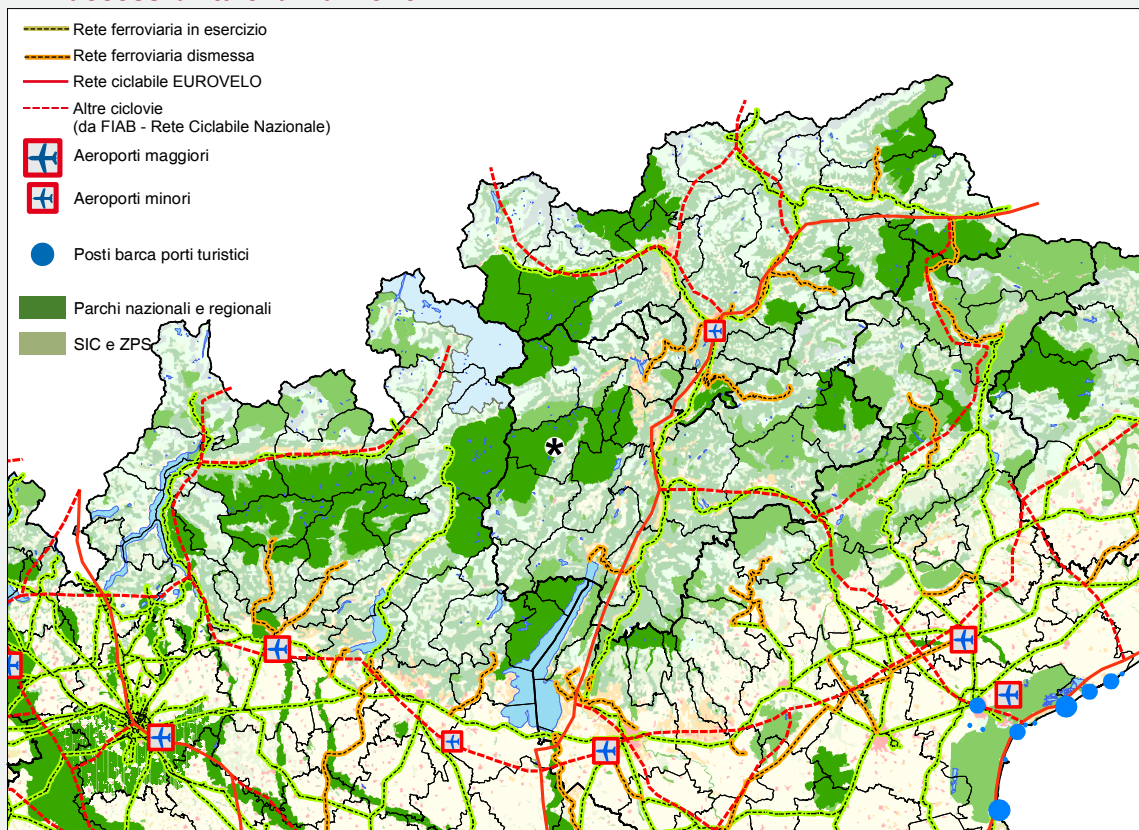 Rete ferroviaria in esercizio
Rete ferroviaria dismessa
Rete ciclabile EUROVELO
Altre ciclovie
(da FIAB - Rete Ciclabile Nazionale)
Aeroporti maggiori
Aeroporti minori
Posti barca porti turistici
Parchi nazionali e regionali
SIC e ZPS
*